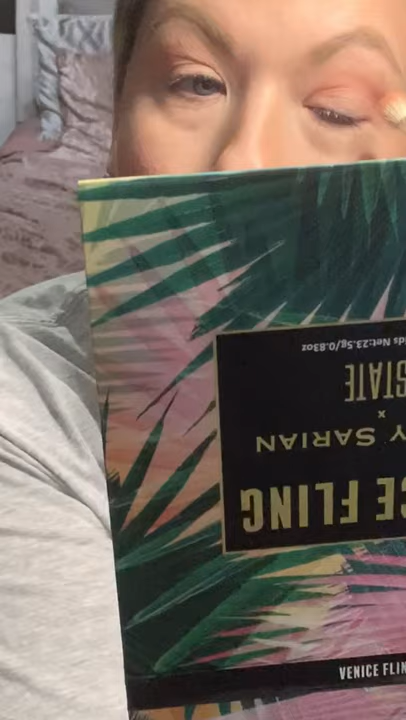 CE FLING
Y SARIAN
x
STATE
ds Net:23.5g/0.83oz
VENICE FLIN